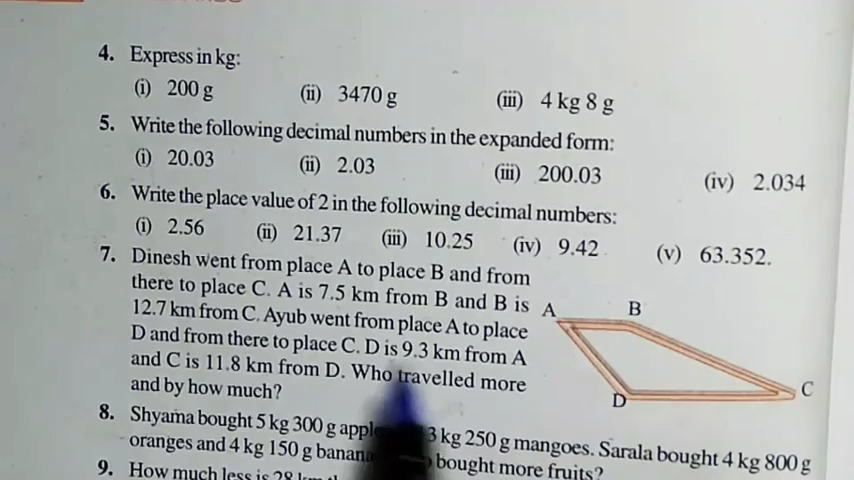 4. Express in kg:
(i) 200 g (ii) 3470 g (iii) 4 kg 8 g
5. Write the following decimal numbers in the expanded form:
(i) 20.03 (ii) 2.03 (iii) 200.03 (iv) 2.034
6. Write the place value of 2 in the following decimal numbers:
(i) 2.56 (ii) 21.37 (iii) 10.25 (iv) 9.42 (v) 63.352.
7. Dinesh went from place A to place B and from
there to place C. A is 7.5 km from B and B is
12.7 km from C. Ayub went from place A to place
D and from there to place C. D is 9.3 km from A
and C is 11.8 km from D. Who travelled more
and by how much?
A B
C
D
8. Shyama bought 5 kg 300 g 3 kg 250 g mangoes. Sarala bought 4 kg 800 g
oranges and 4 kg 150 g bought more fruits?
9. How much less is 28